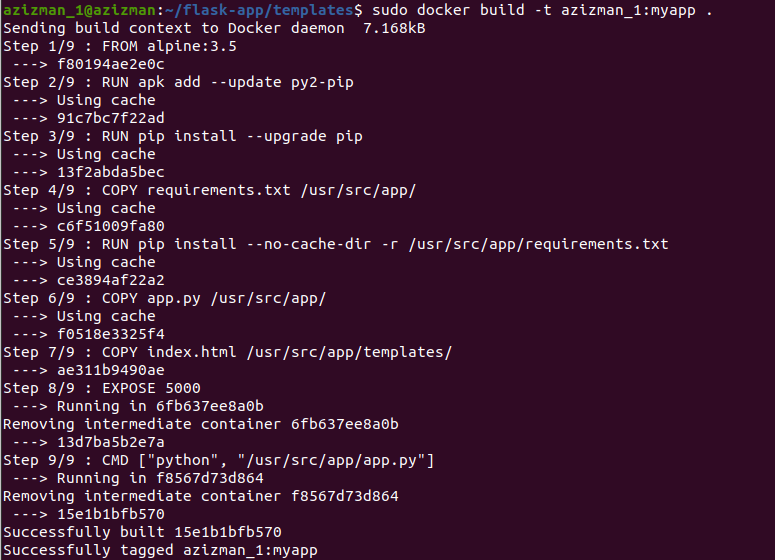 azizman_1@azizman:~/flask-app/templates$ sudo docker build -t azizman_1:myapp .
Sending build context to Docker daemon  7.168kB
Step 1/9 : FROM alpine:3.5
 ---> f80194ae2e0c
Step 2/9 : RUN apk add --update py2-pip
 ---> Using cache
 ---> 91c7bc7f22ad
Step 3/9 : RUN pip install --upgrade pip
 ---> Using cache
 ---> 13f2abda5bec
Step 4/9 : COPY requirements.txt /usr/src/app/
 ---> Using cache
 ---> c6f51009fa80
Step 5/9 : RUN pip install --no-cache-dir -r /usr/src/app/requirements.txt
 ---> Using cache
 ---> ce3894af22a2
Step 6/9 : COPY app.py /usr/src/app/
 ---> Using cache
 ---> f0518e3325f4
Step 7/9 : COPY index.html /usr/src/app/templates/
 ---> ae311b9490ae
Step 8/9 : EXPOSE 5000
 ---> Running in 6fb637ee8a0b
Removing intermediate container 6fb637ee8a0b
 ---> 13d7ba5b2e7a
Step 9/9 : CMD ["python", "/usr/src/app/app.py"]
 ---> Running in f8567d73d864
Removing intermediate container f8567d73d864
 ---> 15e1b1bfb570
Successfully built 15e1b1bfb570
Successfully tagged azizman_1:myapp